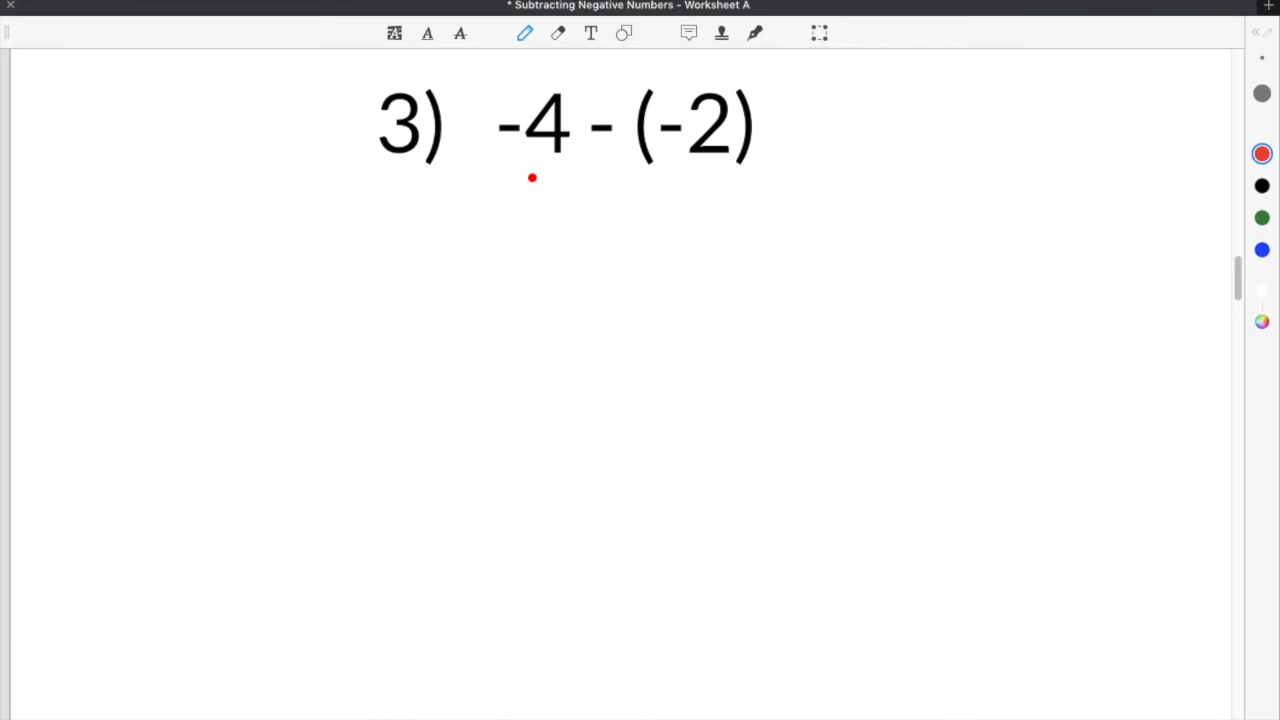 * Subtracting Negative Numbers - Worksheet A
A A A T
3) -4 - (-2)